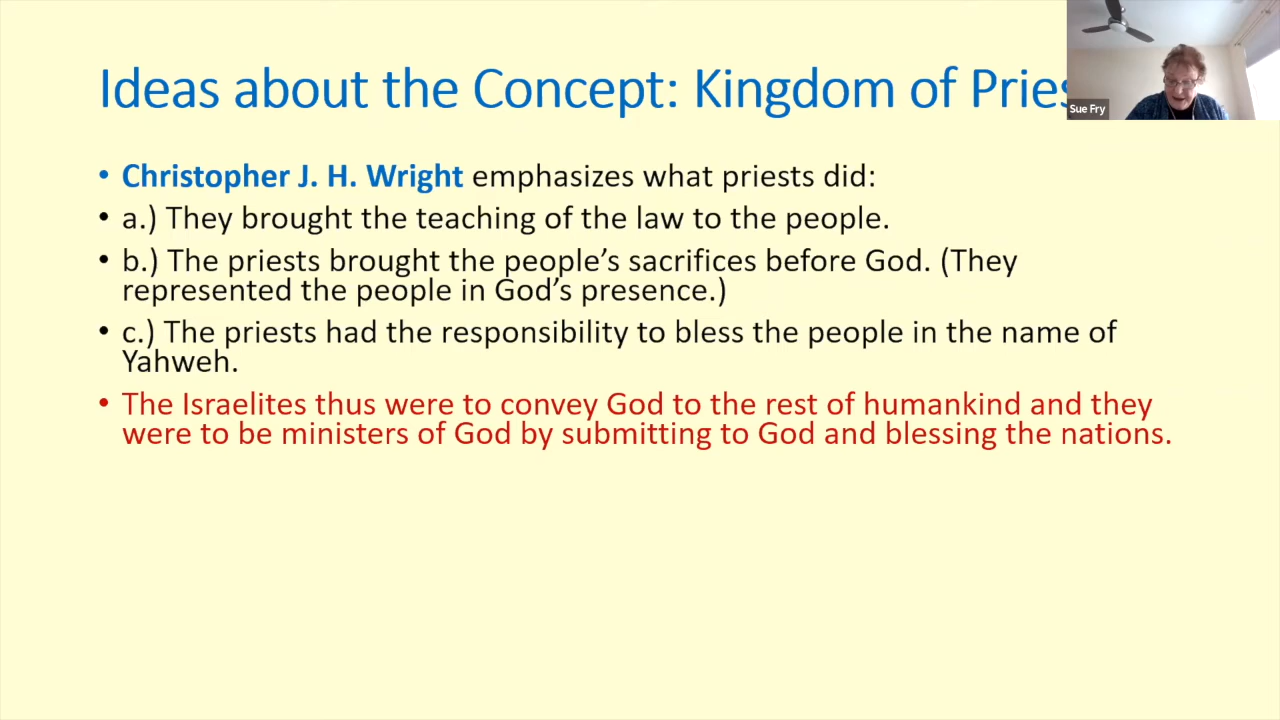 Ideas about the Concept: Kingdom of
Sue Fry
• Christopher J. H. Wright emphasizes what priests did:
• a.) They brought the teaching of the law to the people.
• b.) The priests brought the people’s sacrifices before God. (They
represented the people in God’s presence.)
• c.) The priests had the responsibility to bless the people in the name of
Yahweh.
• The Israelites thus were to convey God to the rest of humankind and they
were to be ministers of God by submitting to God and blessing the nations.